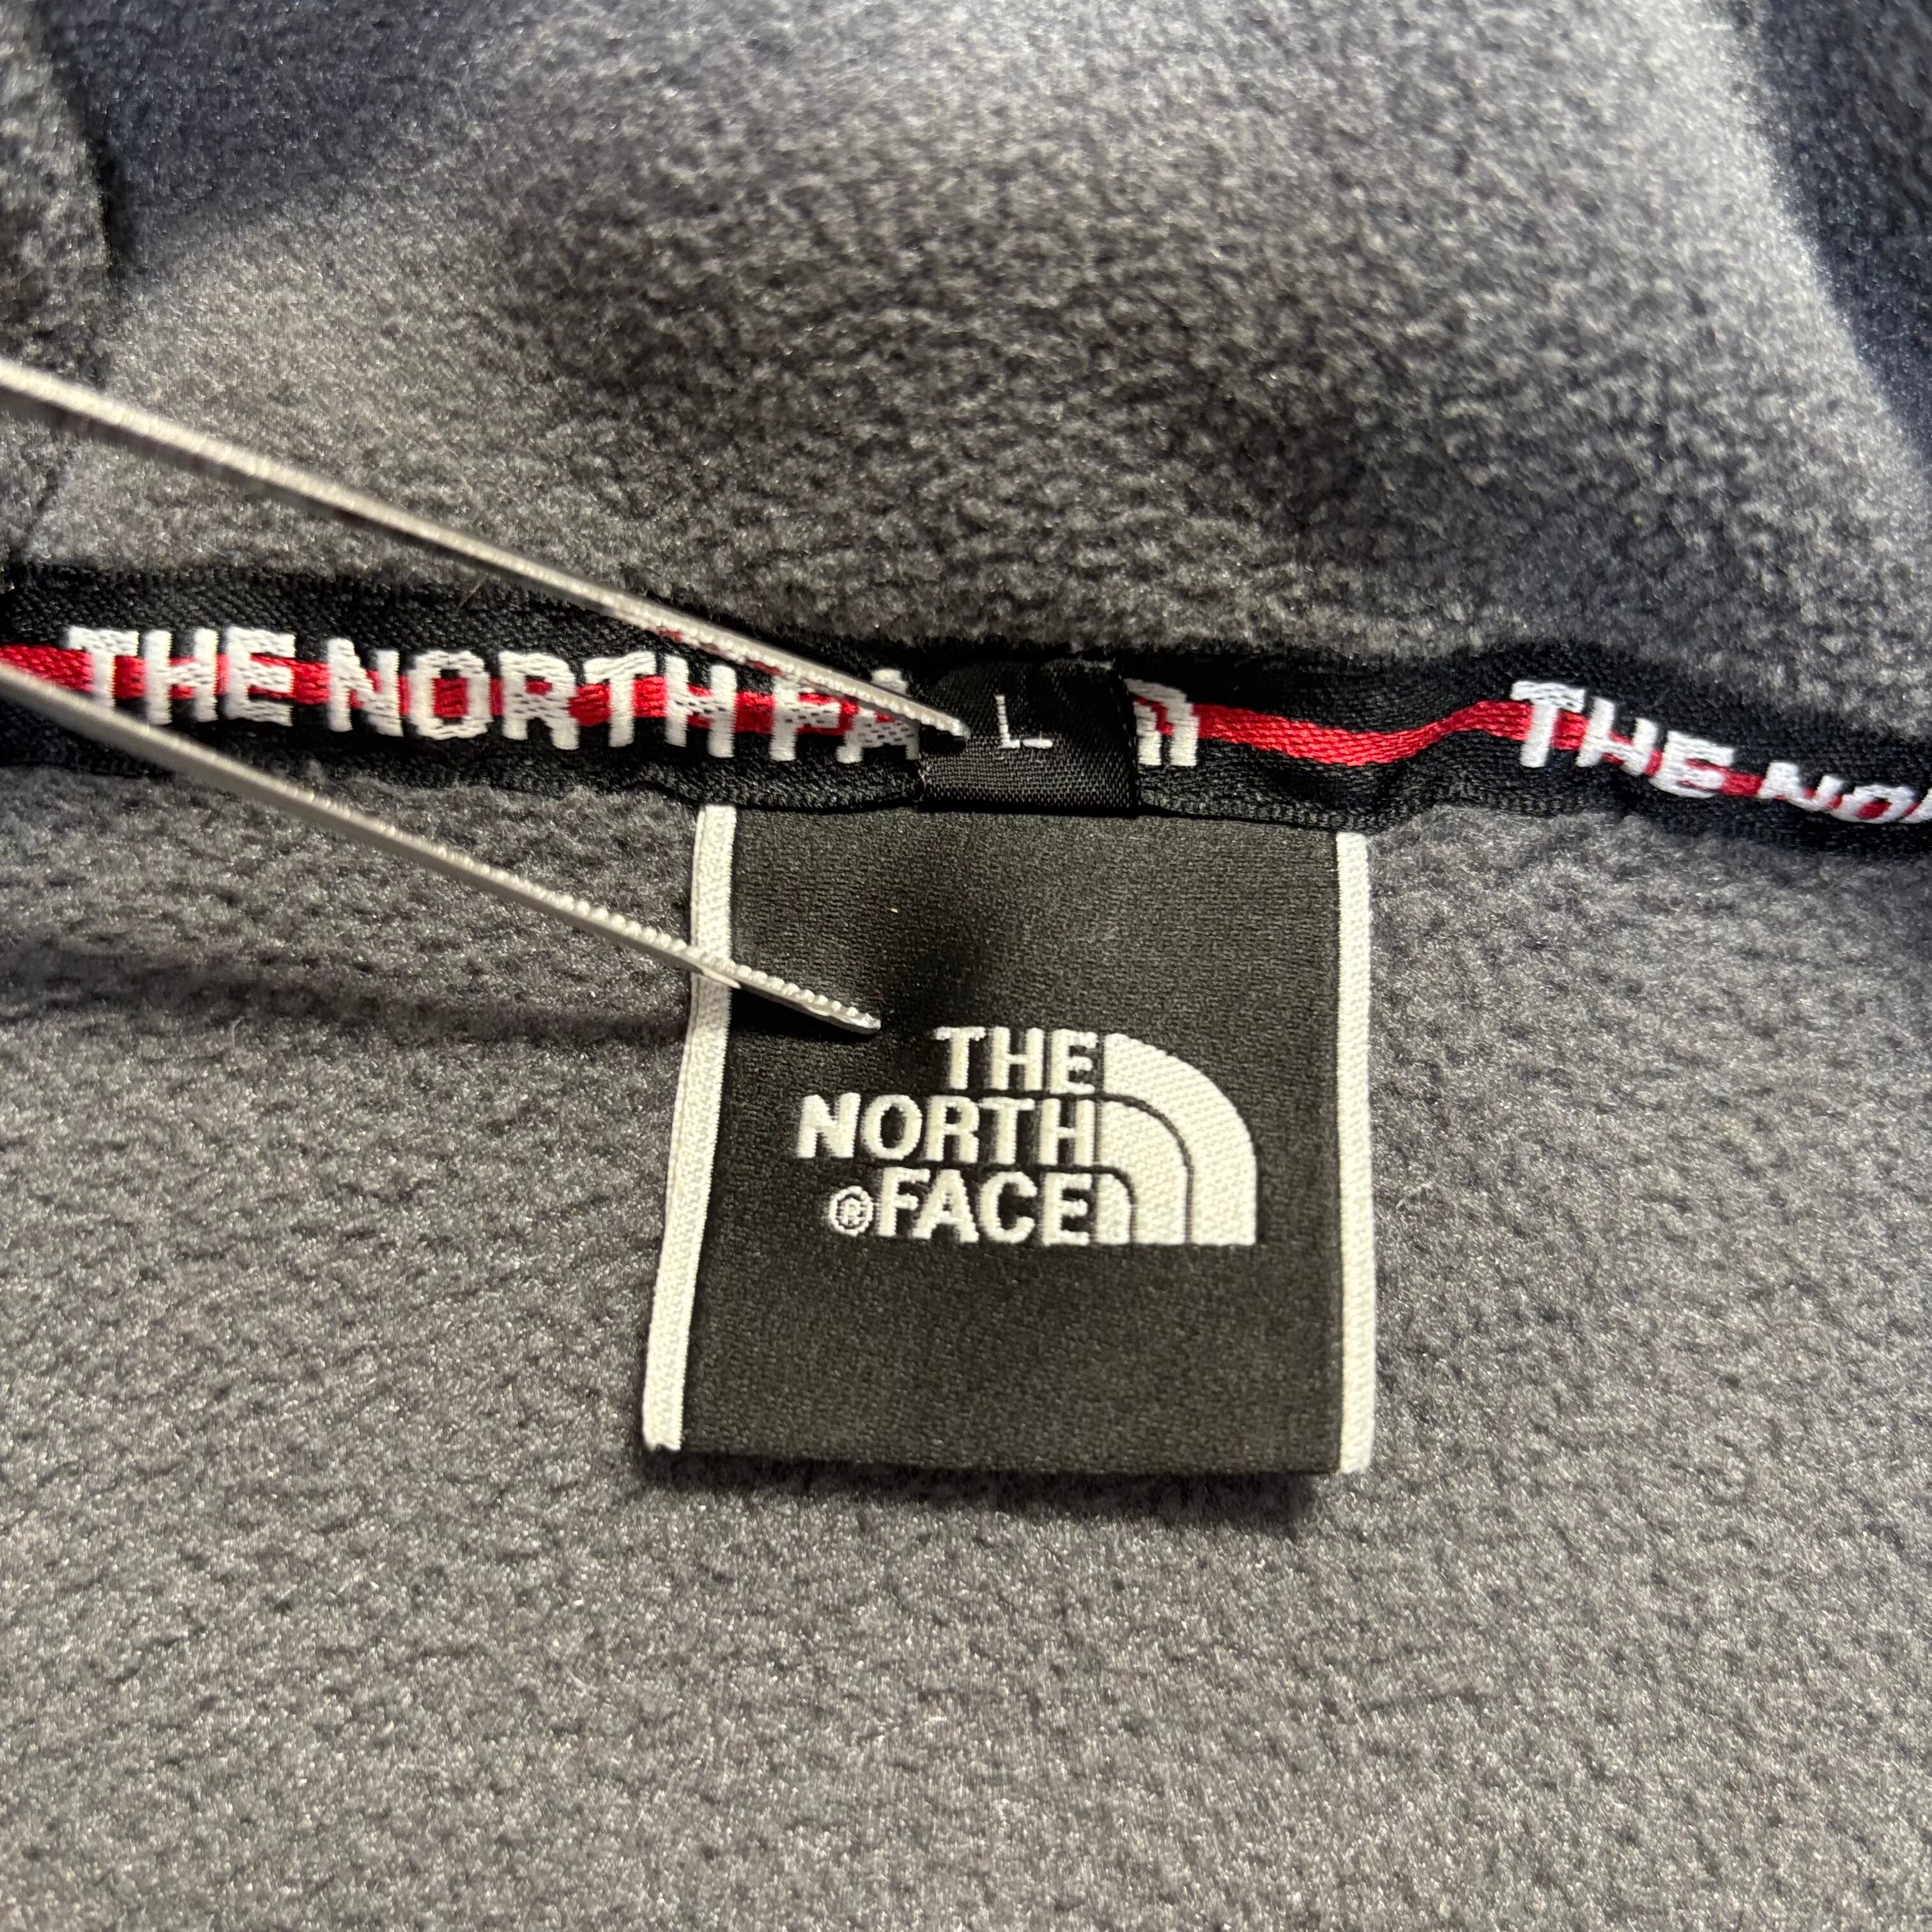 THE NORTH FA
L
THE NO
THE
NORTH
®FACE